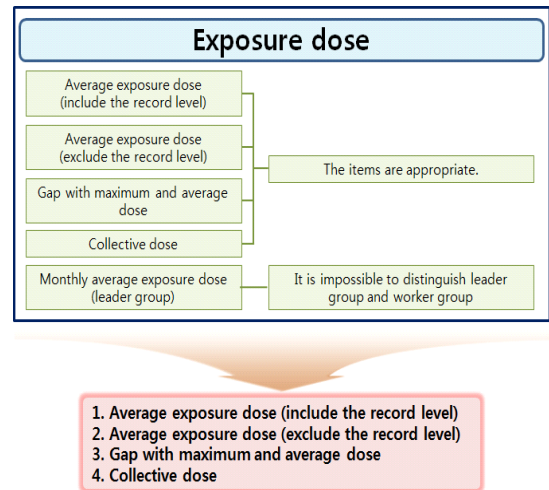 Exposure dose
Average exposure dose
(include the record level)
Average exposure dose
(exclude the record level)
Gap with maximum and average
dose
Collective dose
The items are appropriate.
Monthly average exposure dose
(leader group)
It is impossible to distinguish leader
group and worker group
1. Average exposure dose (include the record level)
2. Average exposure dose (exclude the record level)
3. Gap with maximum and average dose
4. Collective dose